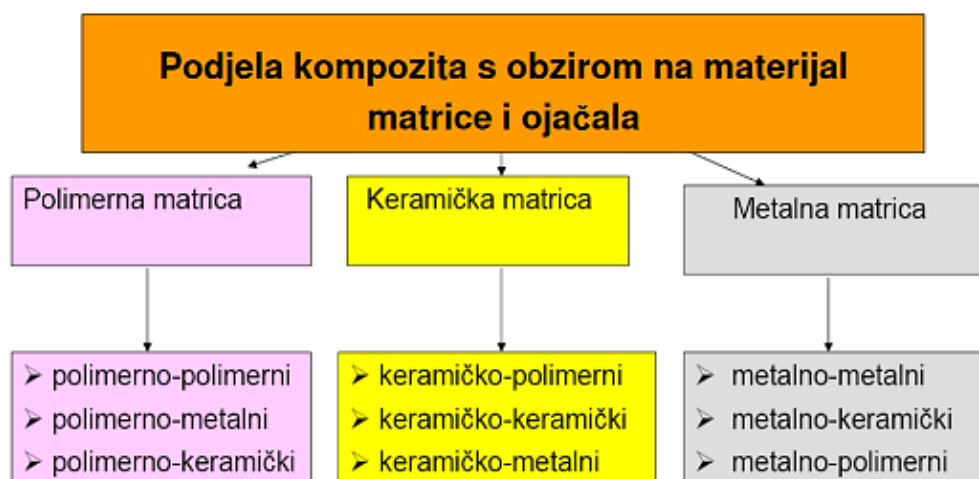 Podjela kompozita s obzirom na materijal
matrice i ojačala
Polimerna matrica
Keramička matrica
Metalna matrica
➢ polimerno-polimerni
➢ polimerno-metalni
➢ polimerno-keramički
➢ keramičko-polimerni
➢ keramičko-keramički
➢ keramičko-metalni
➢ metalno-metalni
➢ metalno-keramički
➢ metalno-polimerni